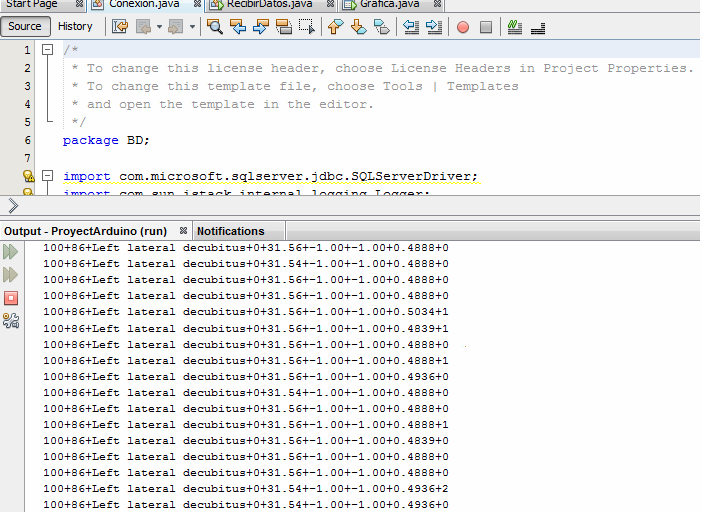 Start Page Conexion.java RecibirDatos.java Grafica.java
Source History
1 /*
2 * To change this license header, choose License Headers in Project Properties.
3 * To change this template file, choose Tools | Templates
4 * and open the template in the editor.
5 */
6 package BD;
7
import com.microsoft.sqlserver.jdbc.SQLServerDriver;
import com.sun.istack.internal.logging.Logger;
Output - ProyectArduino (run) Notifications
100+86+Left lateral decubitus+0+31.56+-1.00+-1.00+0.4888+0
100+86+Left lateral decubitus+0+31.54+-1.00+-1.00+0.4888+0
100+86+Left lateral decubitus+0+31.56+-1.00+-1.00+0.4888+0
100+86+Left lateral decubitus+0+31.56+-1.00+-1.00+0.4888+0
100+86+Left lateral decubitus+0+31.56+-1.00+-1.00+0.5034+1
100+86+Left lateral decubitus+0+31.56+-1.00+-1.00+0.4839+1
100+86+Left lateral decubitus+0+31.56+-1.00+-1.00+0.4888+0
100+86+Left lateral decubitus+0+31.56+-1.00+-1.00+0.4888+1
100+86+Left lateral decubitus+0+31.56+-1.00+-1.00+0.4936+0
100+86+Left lateral decubitus+0+31.54+-1.00+-1.00+0.4888+0
100+86+Left lateral decubitus+0+31.54+-1.00+-1.00+0.4888+0
100+86+Left lateral decubitus+0+31.56+-1.00+-1.00+0.4888+1
100+86+Left lateral decubitus+0+31.56+-1.00+-1.00+0.4839+0
100+86+Left lateral decubitus+0+31.56+-1.00+-1.00+0.4888+0
100+86+Left lateral decubitus+0+31.56+-1.00+-1.00+0.4888+0
100+86+Left lateral decubitus+0+31.54+-1.00+-1.00+0.4936+2
100+86+Left lateral decubitus+0+31.54+-1.00+-1.00+0.4936+0